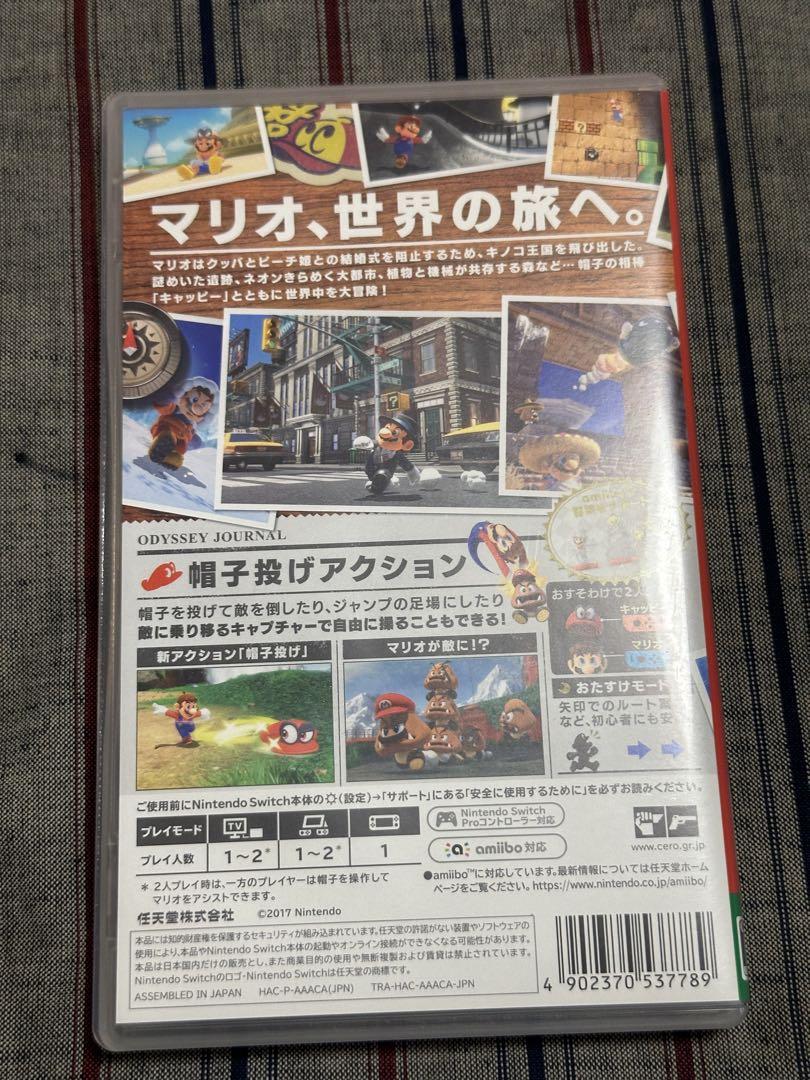 マリオ、世界の旅へ。
マリオはクッパとピーチ姫との結婚式を阻止するため、キノコ王国を飛び出した。
謎めいた遺跡、ネオンきらめく大都市、植物と機械が共存する森など… 帽子の相棒
「キャッピー」とともに世界中を大冒険！
ODYSSEY JOURNAL
帽子投げアクション
帽子を投げて敵を倒したり、ジャンプの足場にしたり
敵に乗り移るキャプチャーで自由に操ることもできる！
新アクション「帽子投げ」
マリオが敵に！？
おすそわけで2人
キャッピー
マリオ
おたすけモード
矢印でのルート
など、初心者にも安
ご使用前にNintendo Switch本体の(設定)→「サポート」にある「安全に使用するために」を必ずお読みください。
プレイモード TV
プレイ人数 1～2* 1～2* 1
Nintendo Switch
Proコントローラー対応
amiibo 対応
www.cero.gr.jp
●amiibo™に対応しています。最新情報については任天堂ホーム
ページをご覧ください。https://www.nintendo.co.jp/amiibo/
* 2人プレイ時は、一方のプレイヤーは帽子を操作して
マリオをアシストできます。
任天堂株式会社 ©2017 Nintendo
本品には知的財産権を保護するセキュリティが組み込まれています。任天堂の許諾がない装置やソフトウェアの
使用により、本品やNintendo Switch本体の起動やオンライン接続ができなくなる可能性があります。
本品は日本国内だけの販売とし、また商業目的の使用や無断複製および賃貸は禁止されています。
Nintendo Switchのロゴ・Nintendo Switchは任天堂の商標です。
ASSEMBLED IN JAPAN HAC-P-AAACA(JPN) TRA-HAC-AAACA-JPN
4 902370 537789